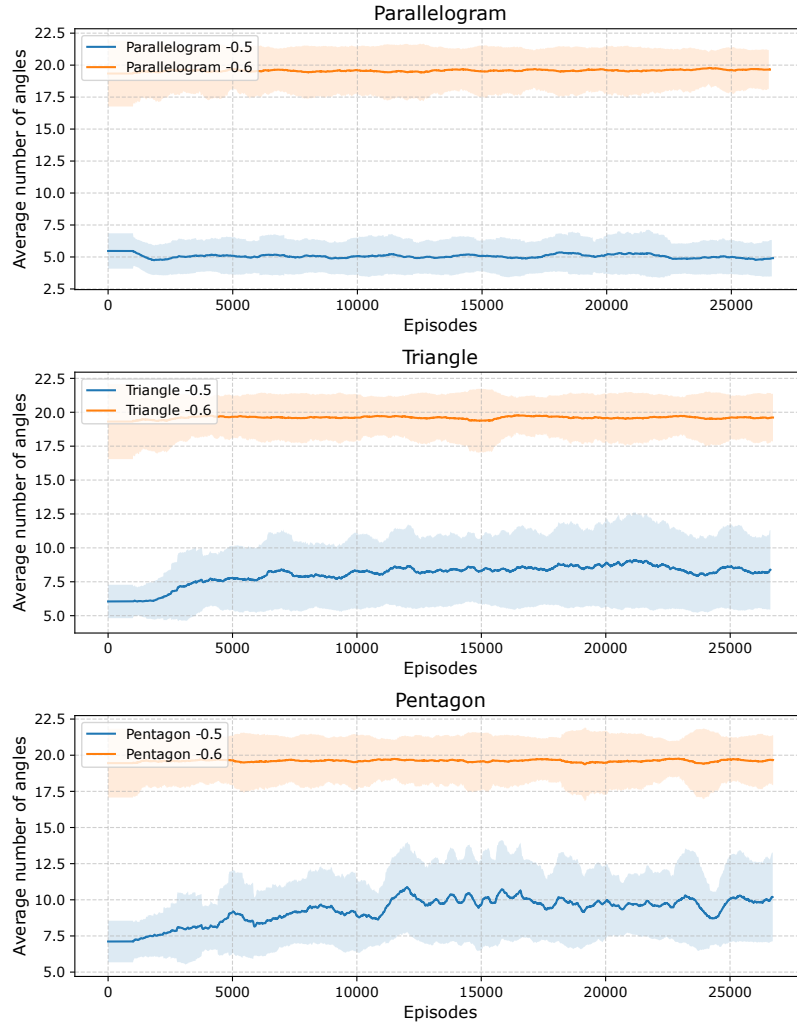 Parallelogram
22.5
20.0
17.5
15.0
12.5
10.0
7.5
5.0
2.5
Average number of angles
Parallelogram -0.5
Parallelogram -0.6
0 5000 10000 15000 20000 25000
Episodes
Triangle
22.5
20.0
17.5
15.0
12.5
10.0
7.5
5.0
Average number of angles
Triangle -0.5
Triangle -0.6
0 5000 10000 15000 20000 25000
Episodes
Pentagon
22.5
20.0
17.5
15.0
12.5
10.0
7.5
5.0
Average number of angles
Pentagon -0.5
Pentagon -0.6
0 5000 10000 15000 20000 25000
Episodes